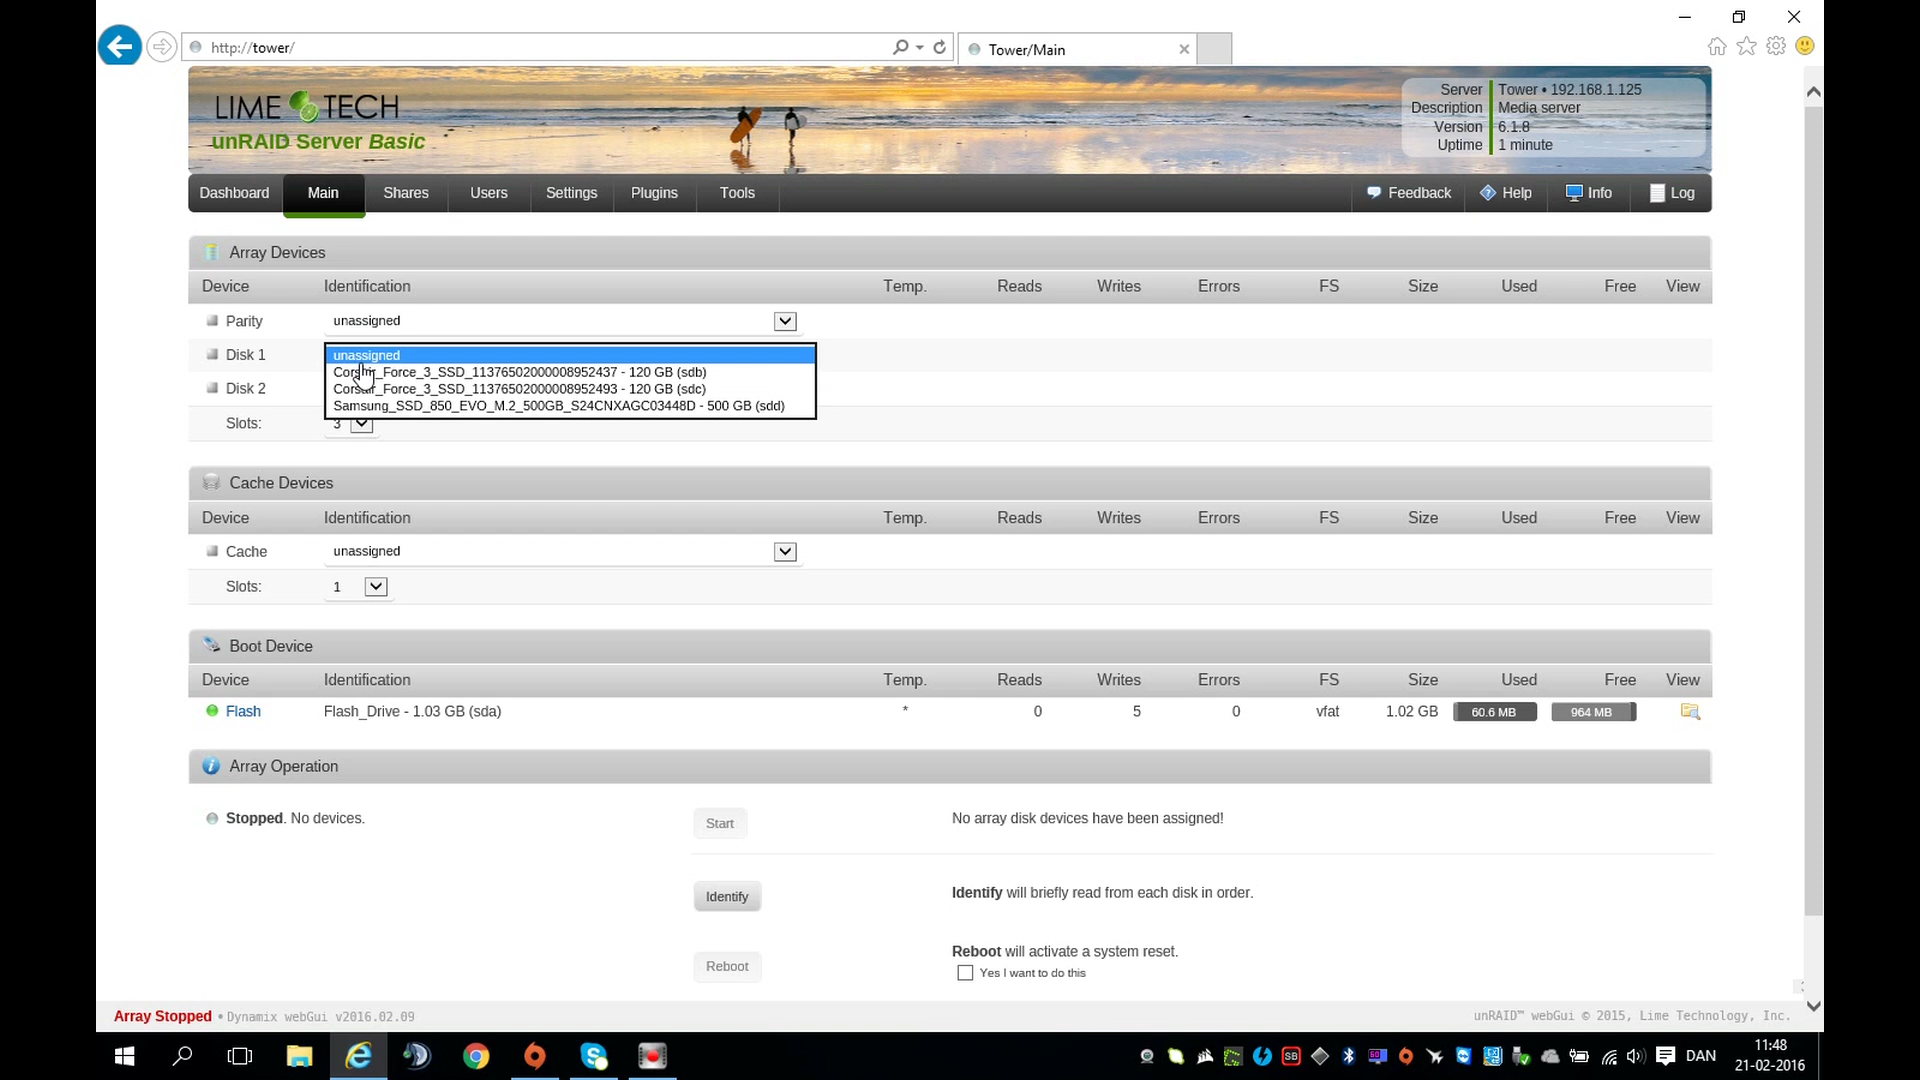 http://tower/
Tower/Main
LIME TECH
unRAID Server Basic
Server Tower • 192.168.1.125
Description Media server
Version 6.1.8
Uptime 1 minute
Dashboard Main Shares Users Settings Plugins Tools Feedback Help Info Log
Array Devices
Device Identification Temp. Reads Writes Errors FS Size Used Free View
Parity unassigned
Disk 1 unassigned
Corsair_Force_3_SSD_11376502000008952437 - 120 GB (sdb)
Disk 2 Corsair_Force_3_SSD_11376502000008952493 - 120 GB (sdc)
Samsung_SSD_850_EVO_M.2_500GB_S24CNXAGC03448D - 500 GB (sdd)
Slots: 3
Cache Devices
Device Identification Temp. Reads Writes Errors FS Size Used Free View
Cache unassigned
Slots: 1
Boot Device
Device Identification Temp. Reads Writes Errors FS Size Used Free View
Flash Flash_Drive - 1.03 GB (sda) * 0 5 0 vfat 1.02 GB 60.6 MB 964 MB
Array Operation
Stopped. No devices. Start No array disk devices have been assigned!
Identify Identify will briefly read from each disk in order.
Reboot will activate a system reset.
Reboot Yes I want to do this
Array Stopped • Dynamix webGui v2016.02.09 unRAID™ webGui © 2015, Lime Technology, Inc.
SB 60 DAN 11:48
21-02-2016